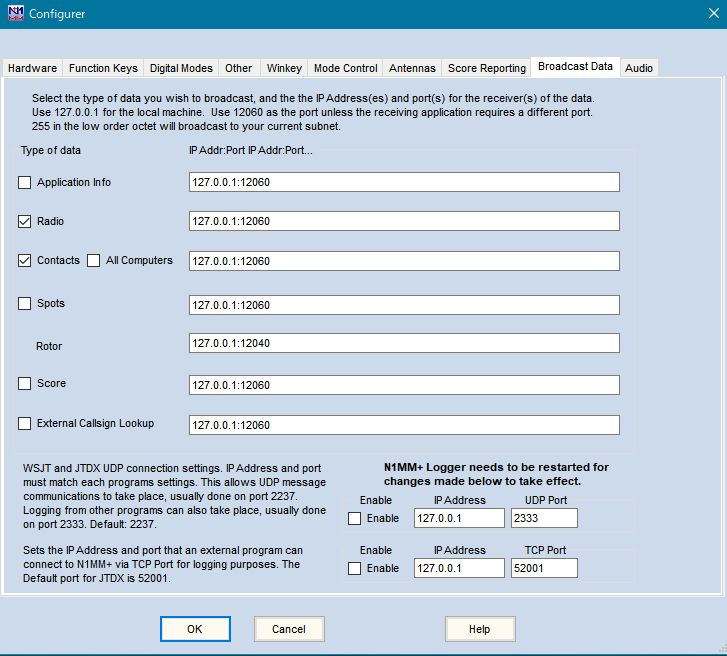 N1 MM Configurer
Hardware Function Keys Digital Modes Other Winkey Mode Control Antennas Score Reporting Broadcast Data Audio
Select the type of data you wish to broadcast, and the the IP Address(es) and port(s) for the receiver(s) of the data.
Use 127.0.0.1 for the local machine. Use 12060 as the port unless the receiving application requires a different port.
255 in the low order octet will broadcast to your current subnet.
Type of data IP Addr:Port IP Addr:Port...
Application Info 127.0.0.1:12060
Radio 127.0.0.1:12060
Contacts All Computers 127.0.0.1:12060
Spots 127.0.0.1:12060
Rotor 127.0.0.1:12040
Score 127.0.0.1:12060
External Callsign Lookup 127.0.0.1:12060
WSJT and JTDX UDP connection settings. IP Address and port
must match each programs settings. This allows UDP message
communications to take place, usually done on port 2237.
Logging from other programs can also take place, usually done
on port 2333. Default: 2237.
N1MM+ Logger needs to be restarted for
changes made below to take effect.
Enable IP Address UDP Port
Enable 127.0.0.1 2333
Sets the IP Address and port that an external program can
connect to N1MM+ via TCP Port for logging purposes. The
Default port for JTDX is 52001.
Enable IP Address TCP Port
Enable 127.0.0.1 52001
OK Cancel Help